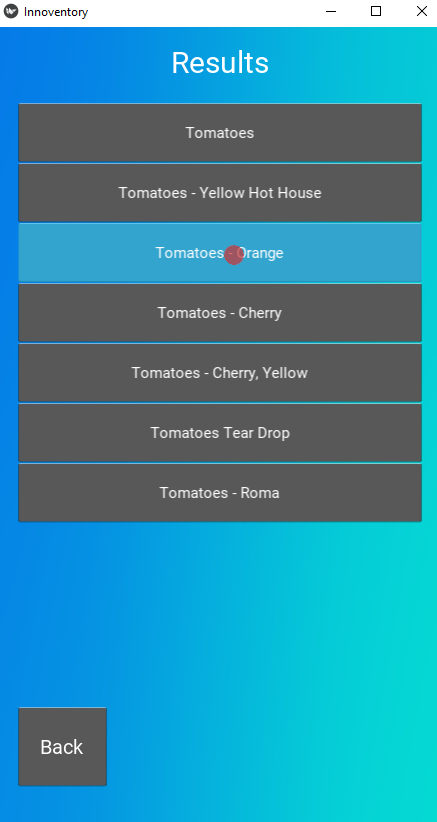 Innoventory
Results
Tomatoes
Tomatoes - Yellow Hot House
Tomatoes - Orange
Tomatoes - Cherry
Tomatoes - Cherry, Yellow
Tomatoes Tear Drop
Tomatoes - Roma
Back